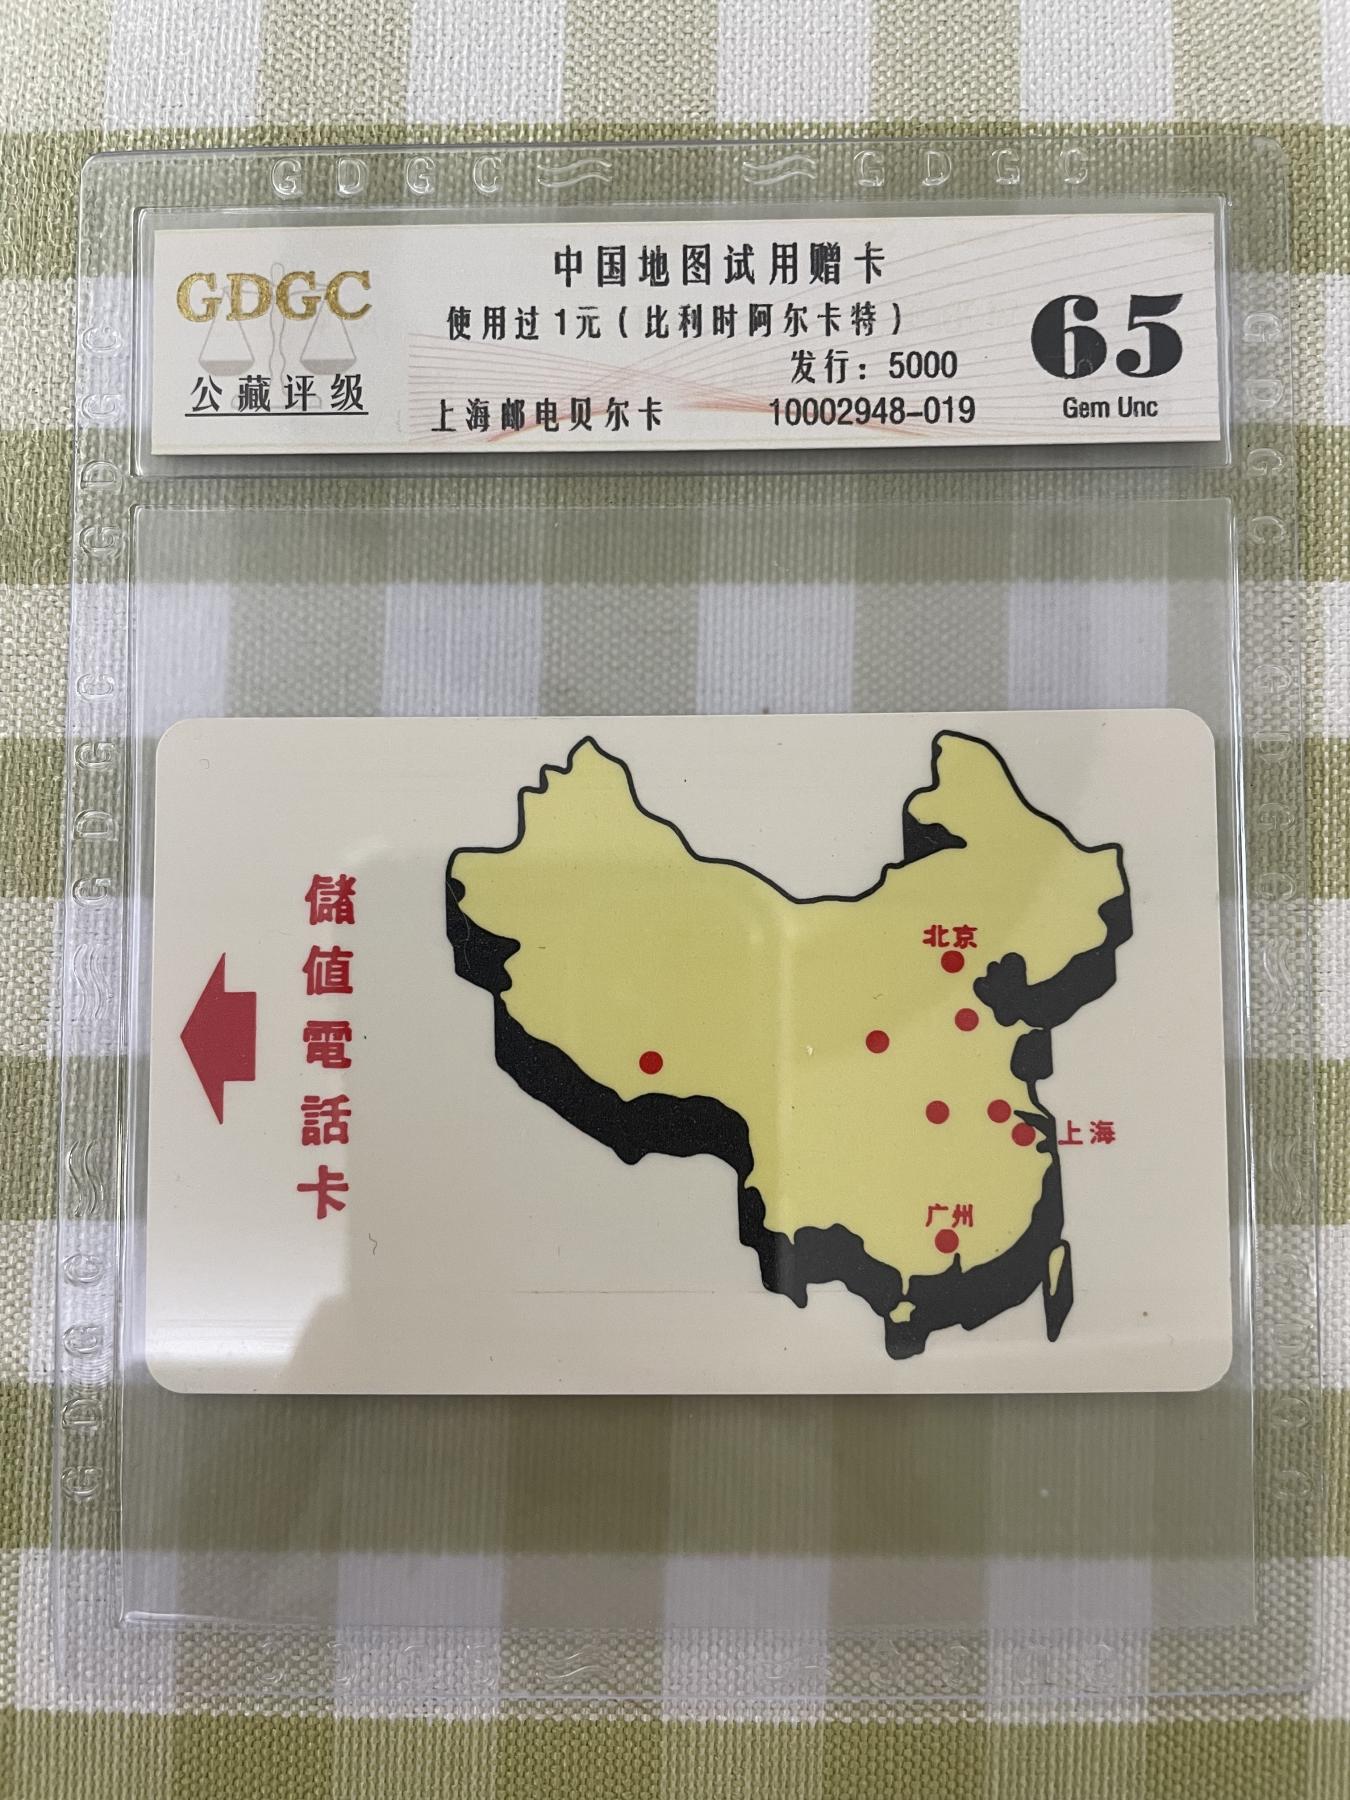 GDGC GDGC
GDGC
公藏评级
中国地图试用赠卡
使用过1元(比利时阿尔卡特)
发行：5000
上海邮电贝尔卡 10002948-019
65
Gem Unc
儲值電話卡
北京
上海
广州